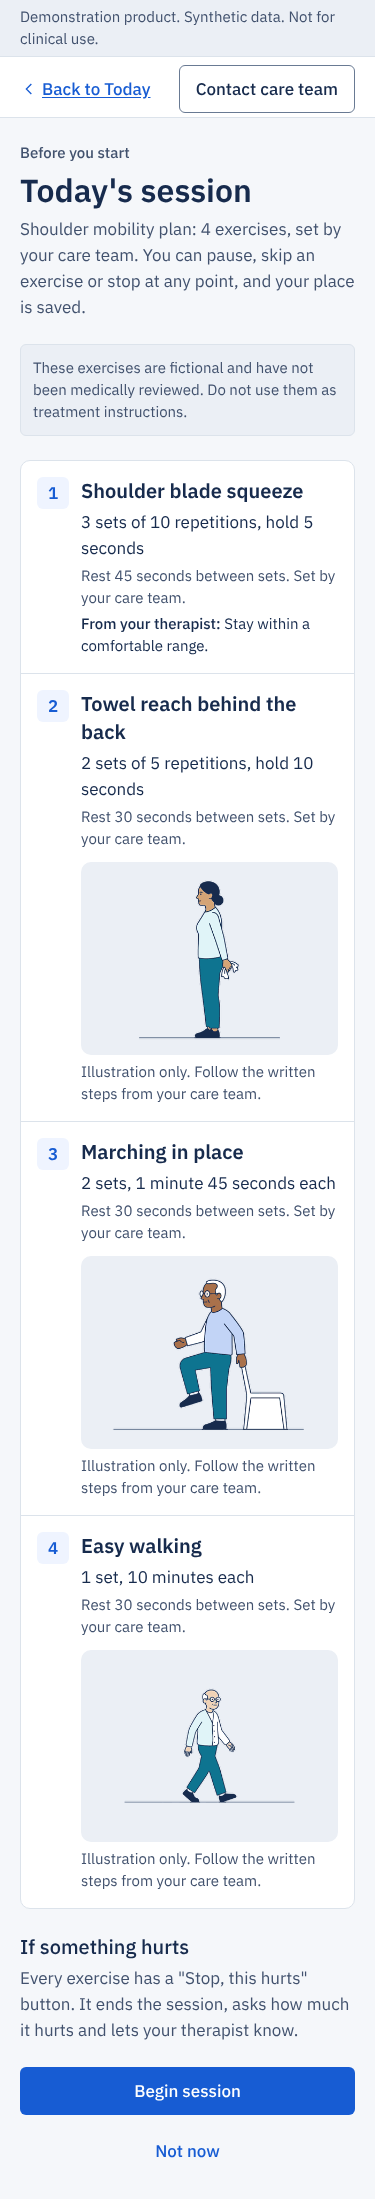 Demonstration product. Synthetic data. Not for
clinical use.
Back to Today
Contact care team
Before you start
Today's session
Shoulder mobility plan: 4 exercises, set by
your care team. You can pause, skip an
exercise or stop at any point, and your place
is saved.
These exercises are fictional and have not
been medically reviewed. Do not use them as
treatment instructions.
1
Shoulder blade squeeze
3 sets of 10 repetitions, hold 5
seconds
Rest 45 seconds between sets. Set by
your care team.
From your therapist: Stay within a
comfortable range.
2
Towel reach behind the
back
2 sets of 5 repetitions, hold 10
seconds
Rest 30 seconds between sets. Set by
your care team.
Illustration only. Follow the written
steps from your care team.
3
Marching in place
2 sets, 1 minute 45 seconds each
Rest 30 seconds between sets. Set by
your care team.
Illustration only. Follow the written
steps from your care team.
4
Easy walking
1 set, 10 minutes each
Rest 30 seconds between sets. Set by
your care team.
Illustration only. Follow the written
steps from your care team.
If something hurts
Every exercise has a "Stop, this hurts"
button. It ends the session, asks how much
it hurts and lets your therapist know.
Begin session
Not now